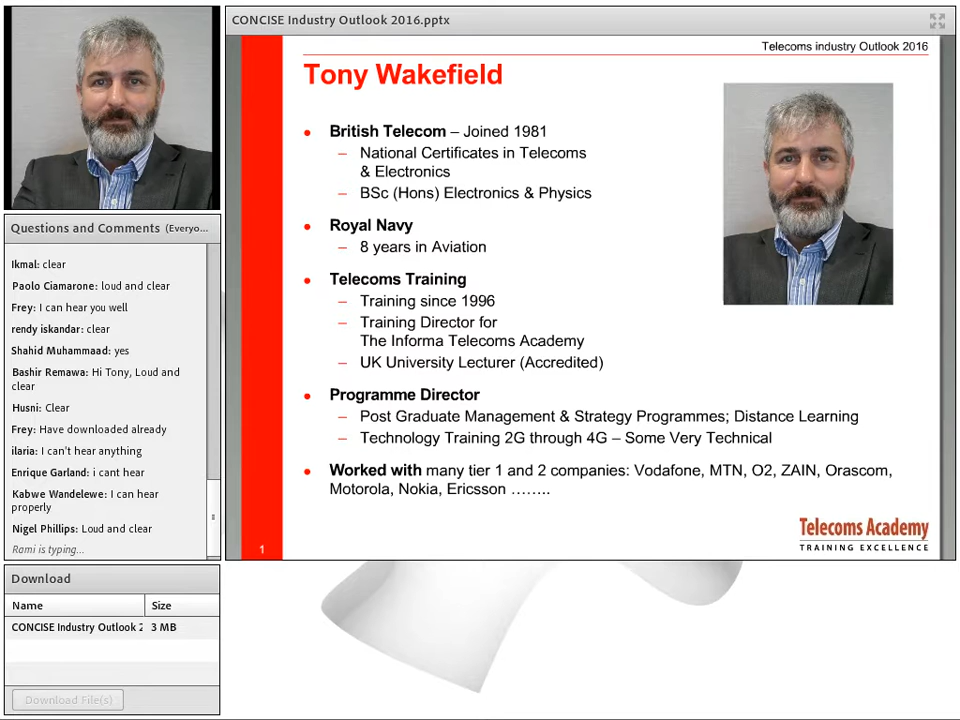 CONCISE Industry Outlook 2016.pptx
Telecoms industry Outlook 2016
Tony Wakefield
• British Telecom – Joined 1981
– National Certificates in Telecoms
& Electronics
– BSc (Hons) Electronics & Physics
• Royal Navy
– 8 years in Aviation
• Telecoms Training
– Training since 1996
– Training Director for
The Informa Telecoms Academy
– UK University Lecturer (Accredited)
• Programme Director
– Post Graduate Management & Strategy Programmes; Distance Learning
– Technology Training 2G through 4G – Some Very Technical
• Worked with many tier 1 and 2 companies: Vodafone, MTN, O2, ZAIN, Orascom,
Motorola, Nokia, Ericsson ……..
1
Telecoms Academy
TRAINING EXCELLENCE
Questions and Comments (Everyo...
Ikmal: clear
Paolo Ciamarone: loud and clear
Frey: I can hear you well
rendy iskandar: clear
Shahid Muhammaad: yes
Bashir Remawa: Hi Tony, Loud and
clear
Husni: Clear
Frey: Have downloaded already
ilaria: I can't hear anything
Enrique Garland: i cant hear
Kabwe Wandelewe: I can hear
properly
Nigel Phillips: Loud and clear
Rami is typing...
Download
Name Size
CONCISE Industry Outlook 2 3 MB
Download File(s)